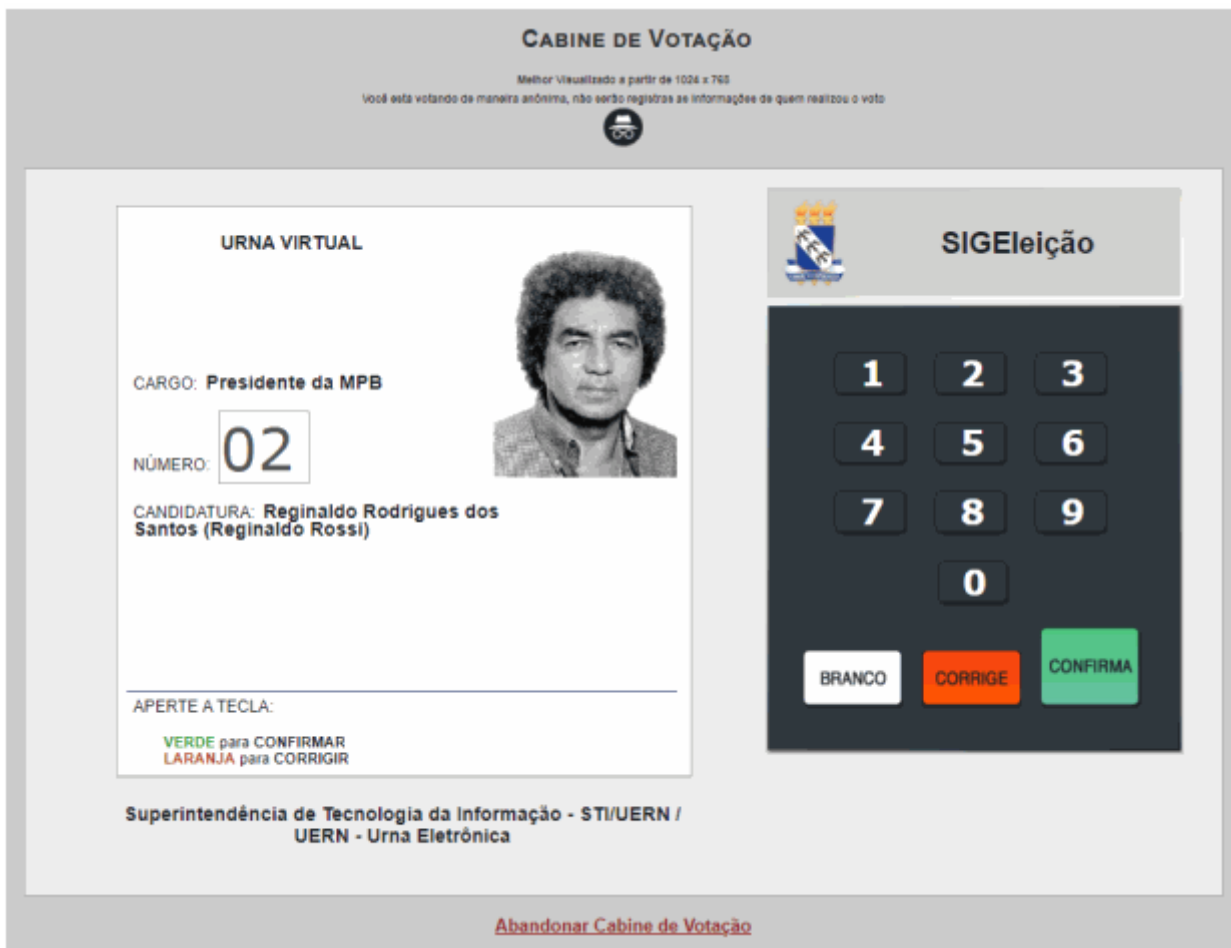 CABINE DE VOTAÇÃO
Melhor Visualizado a partir de 1024 x 768
Você está votando de maneira anônima, não serão registras as informações de quem realizou o voto
URNA VIRTUAL
CARGO: Presidente da MPB
NÚMERO: 02
CANDIDATURA: Reginaldo Rodrigues dos
Santos (Reginaldo Rossi)
APERTE A TECLA:
VERDE para CONFIRMAR
LARANJA para CORRIGIR
Superintendência de Tecnologia da Informação - STI/UERN /
UERN - Urna Eletrônica
SIGEleição
1 2 3
4 5 6
7 8 9
0
BRANCO CORRIGE CONFIRMA
Abandonar Cabine de Votação